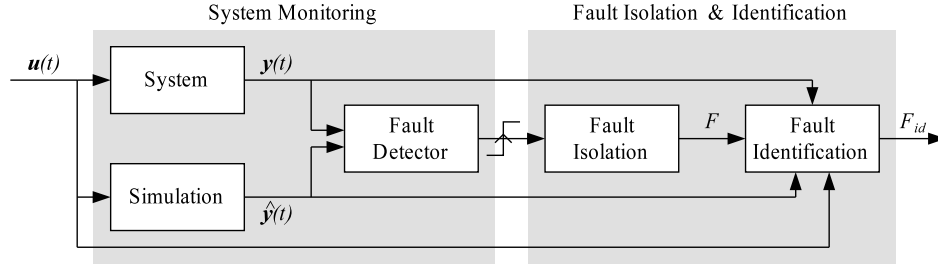 System Monitoring
Fault Isolation & Identification
u(t)
System
y(t)
Fault
Detector
Fault
Isolation
F
Fault
Identification
F_id
Simulation
ŷ(t)